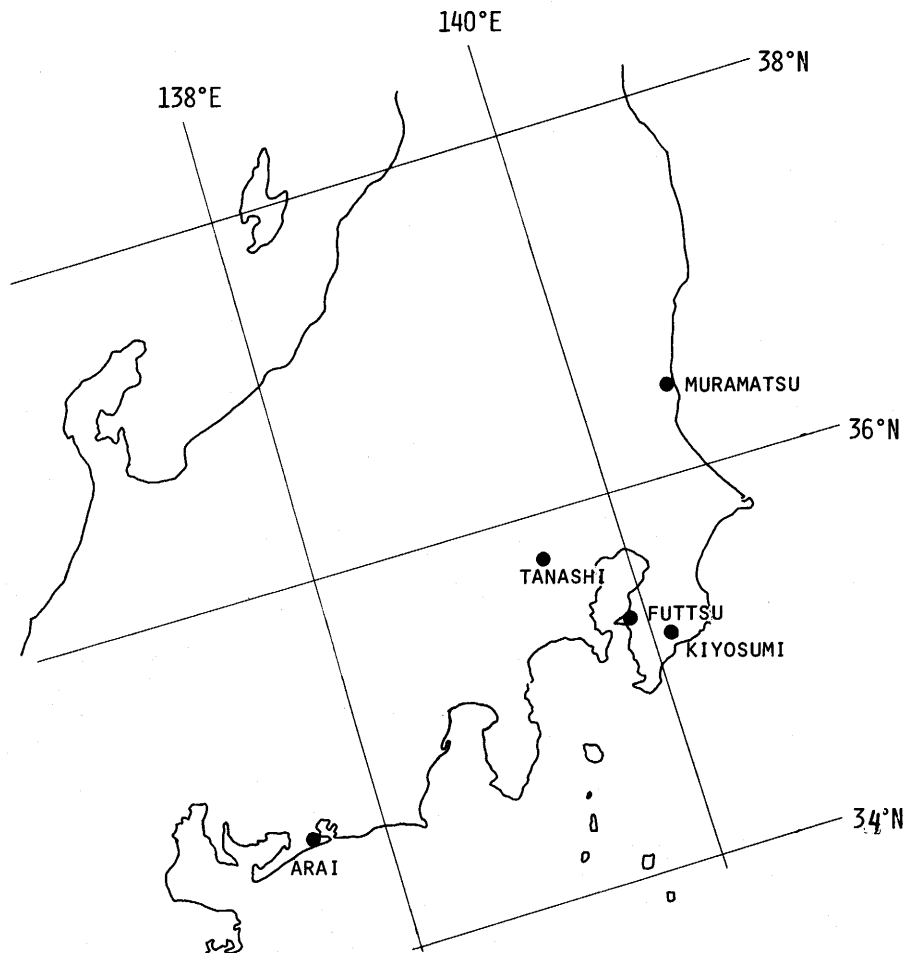 140°E
38°N
138°E
MURAMATSU
36°N
TANASHI
FUTTSU
KIYOSUMI
34°N
ARAI